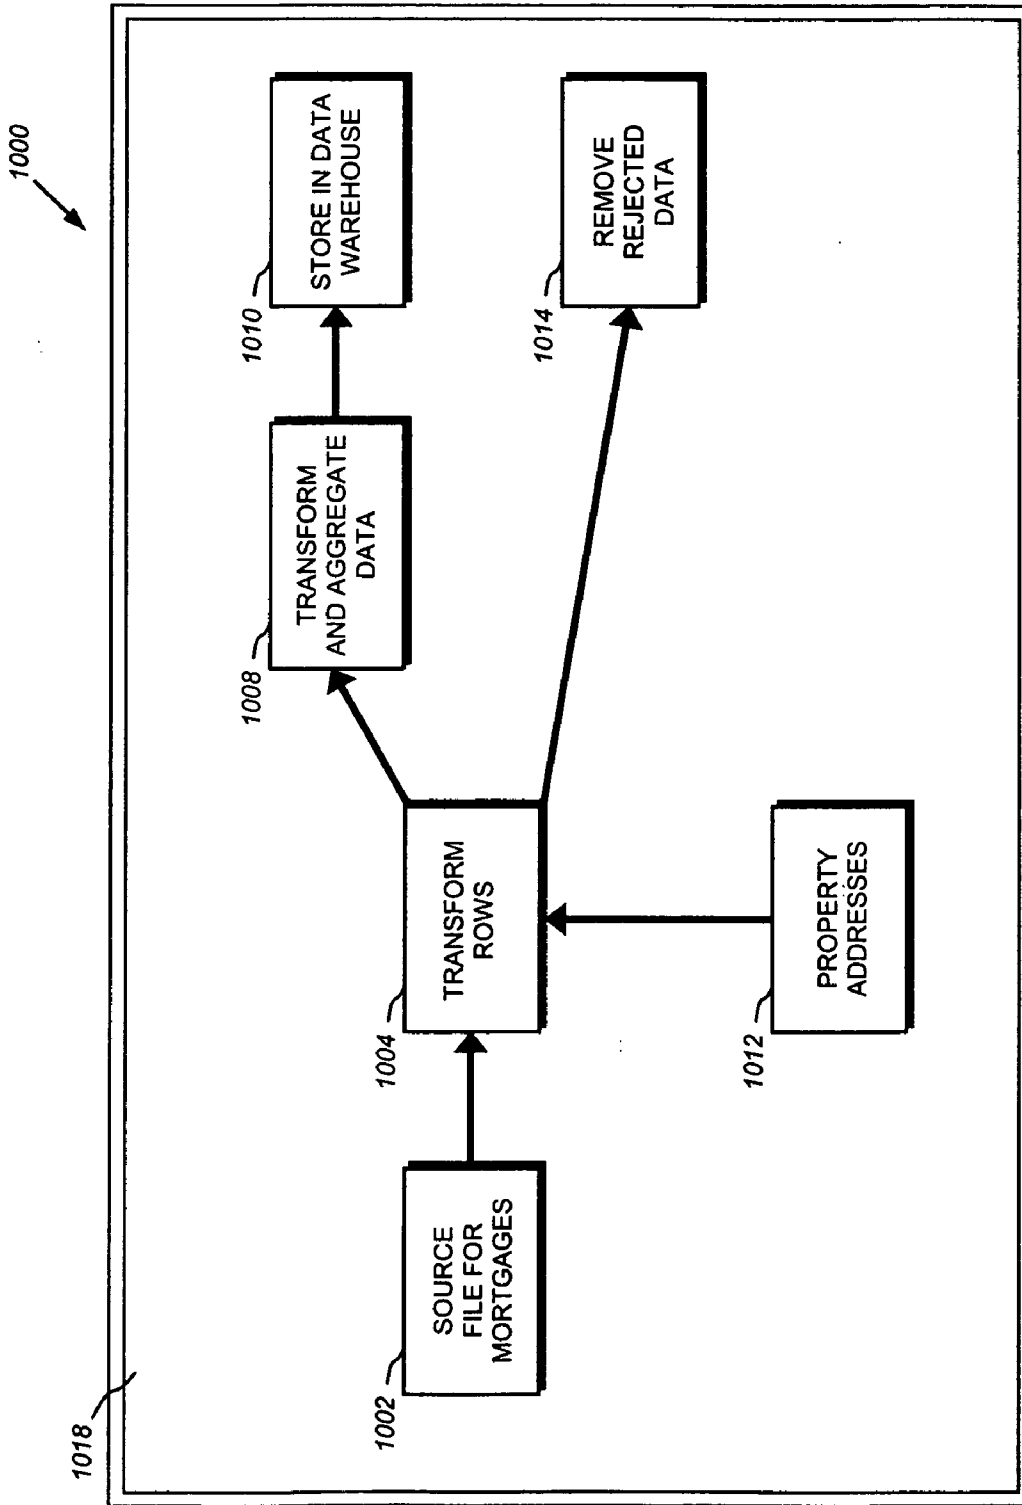 1000
1018
1010
STORE IN DATA
WAREHOUSE
1008
TRANSFORM
AND AGGREGATE
DATA
1014
REMOVE
REJECTED
DATA
1004
TRANSFORM
ROWS
1002
SOURCE
FILE FOR
MORTGAGES
1012
PROPERTY
ADDRESSES